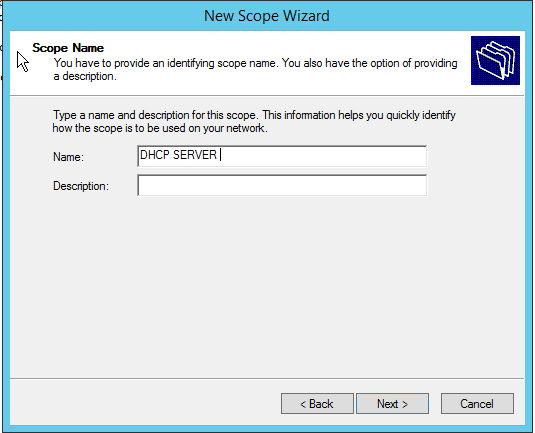 New Scope Wizard
Scope Name
You have to provide an identifying scope name. You also have the option of providing
a description.
Type a name and description for this scope. This information helps you quickly identify
how the scope is to be used on your network.
Name:
DHCP SERVER
Description:
< Back
Next >
Cancel